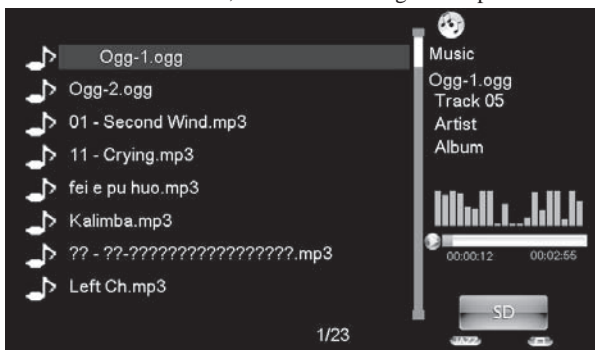 Ogg-1.ogg
Ogg-2.ogg
01 - Second Wind.mp3
11 - Crying.mp3
fei e pu huo.mp3
Kalimba.mp3
?? - ??-?????????????????.mp3
Left Ch.mp3
1/23
Music
Ogg-1.ogg
Track 05
Artist
Album
00:00:12 00:02:56
SD
JAZZ